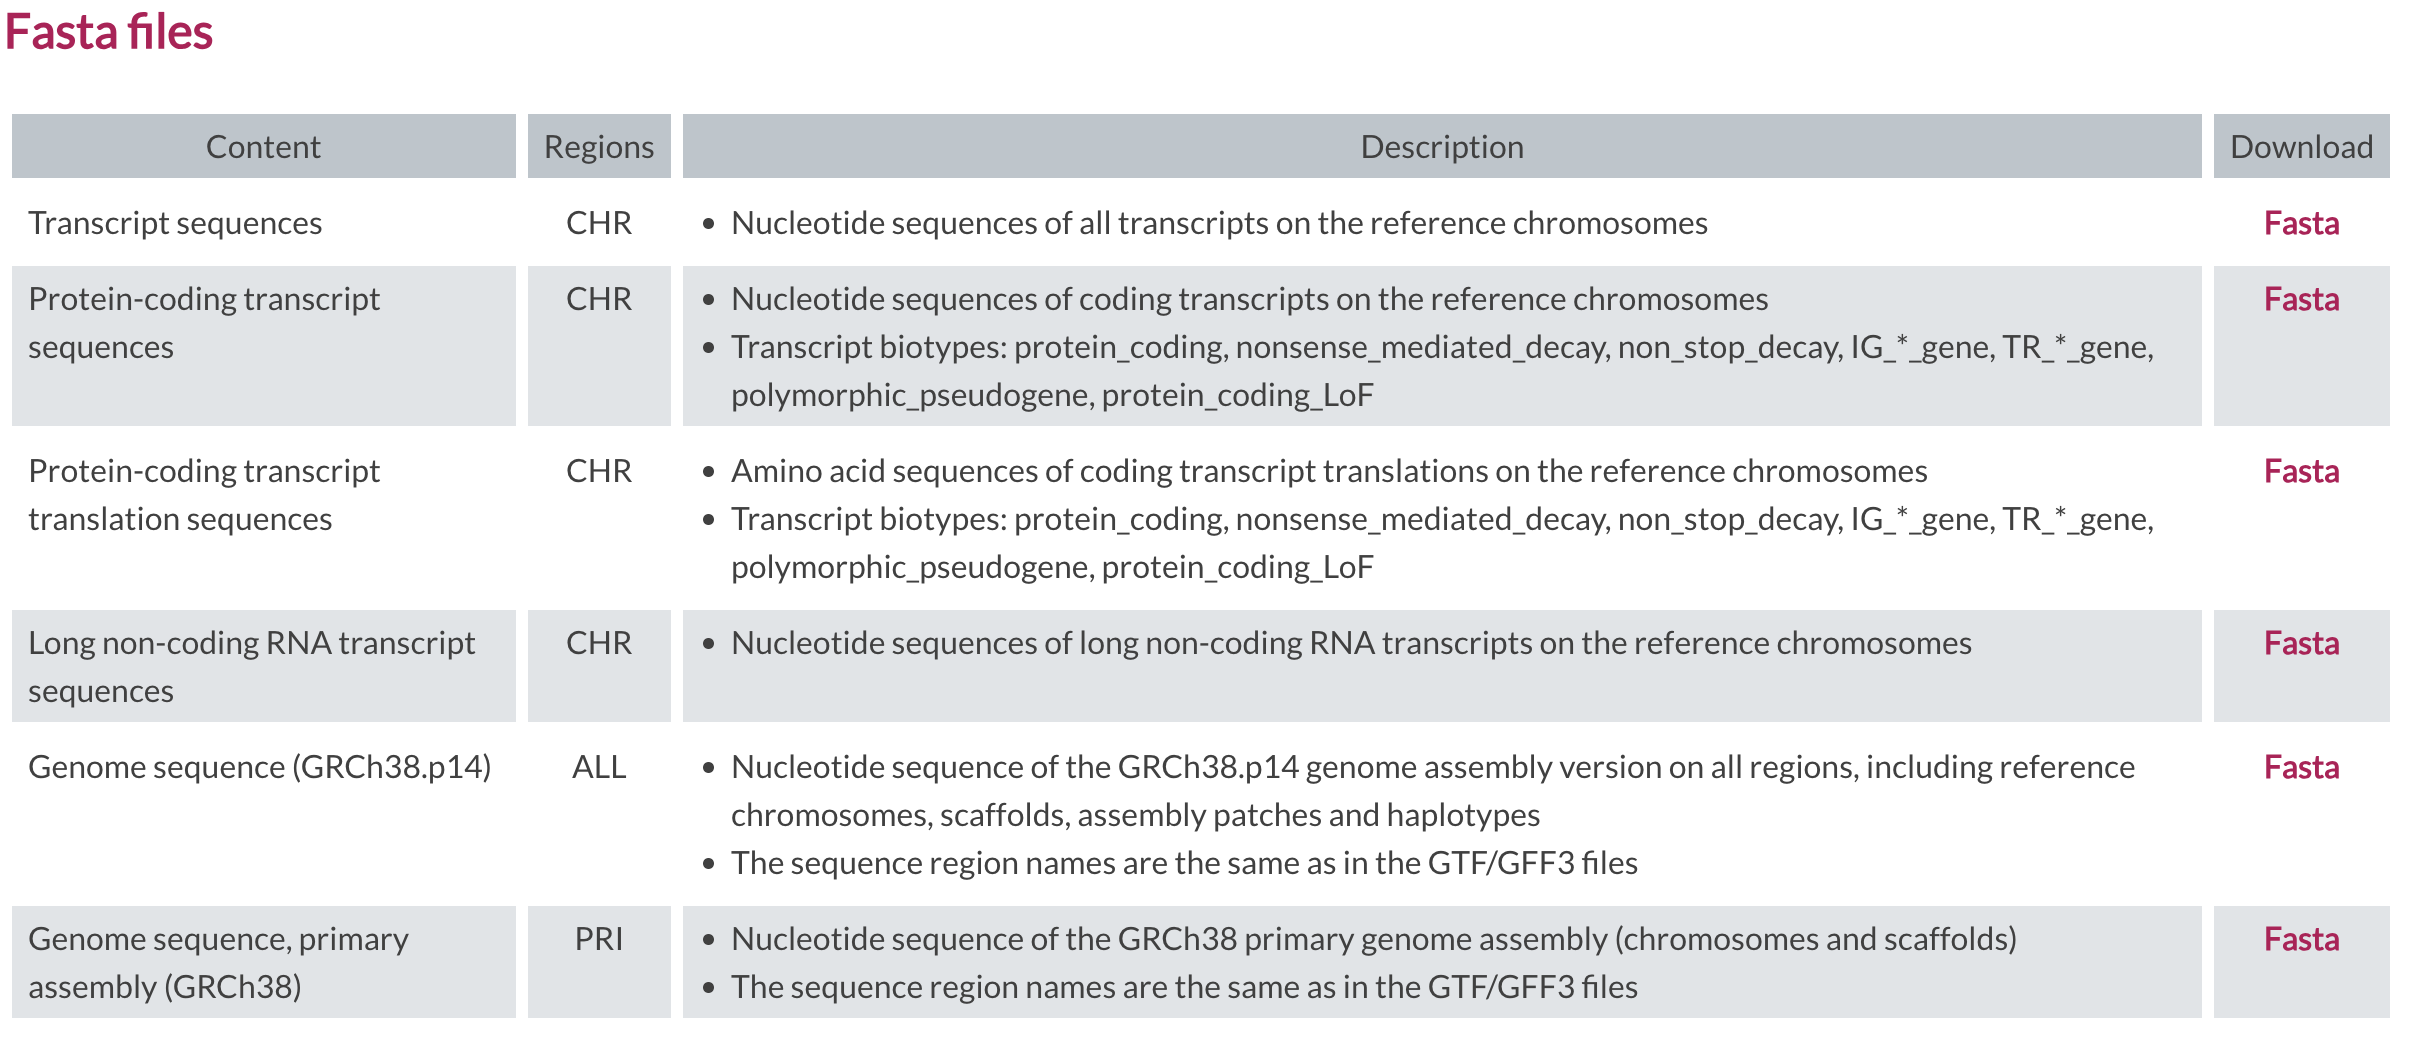 Fasta files
Content Regions Description Download
Transcript sequences CHR • Nucleotide sequences of all transcripts on the reference chromosomes Fasta
Protein-coding transcript CHR • Nucleotide sequences of coding transcripts on the reference chromosomes Fasta
sequences • Transcript biotypes: protein_coding, nonsense_mediated_decay, non_stop_decay, IG_*_gene, TR_*_gene,
polymorphic_pseudogene, protein_coding_LoF
Protein-coding transcript CHR • Amino acid sequences of coding transcript translations on the reference chromosomes Fasta
translation sequences • Transcript biotypes: protein_coding, nonsense_mediated_decay, non_stop_decay, IG_*_gene, TR_*_gene,
polymorphic_pseudogene, protein_coding_LoF
Long non-coding RNA transcript CHR • Nucleotide sequences of long non-coding RNA transcripts on the reference chromosomes Fasta
sequences
Genome sequence (GRCh38.p14) ALL • Nucleotide sequence of the GRCh38.p14 genome assembly version on all regions, including reference Fasta
chromosomes, scaffolds, assembly patches and haplotypes
• The sequence region names are the same as in the GTF/GFF3 files
Genome sequence, primary PRI • Nucleotide sequence of the GRCh38 primary genome assembly (chromosomes and scaffolds) Fasta
assembly (GRCh38) • The sequence region names are the same as in the GTF/GFF3 files